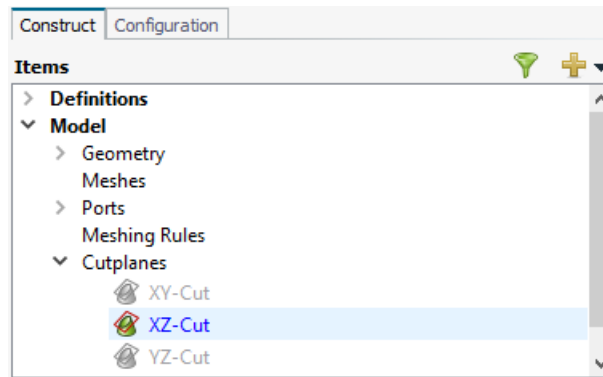 Construct Configuration
Items
Definitions
Model
Geometry
Meshes
Ports
Meshing Rules
Cutplanes
XY-Cut
XZ-Cut
YZ-Cut